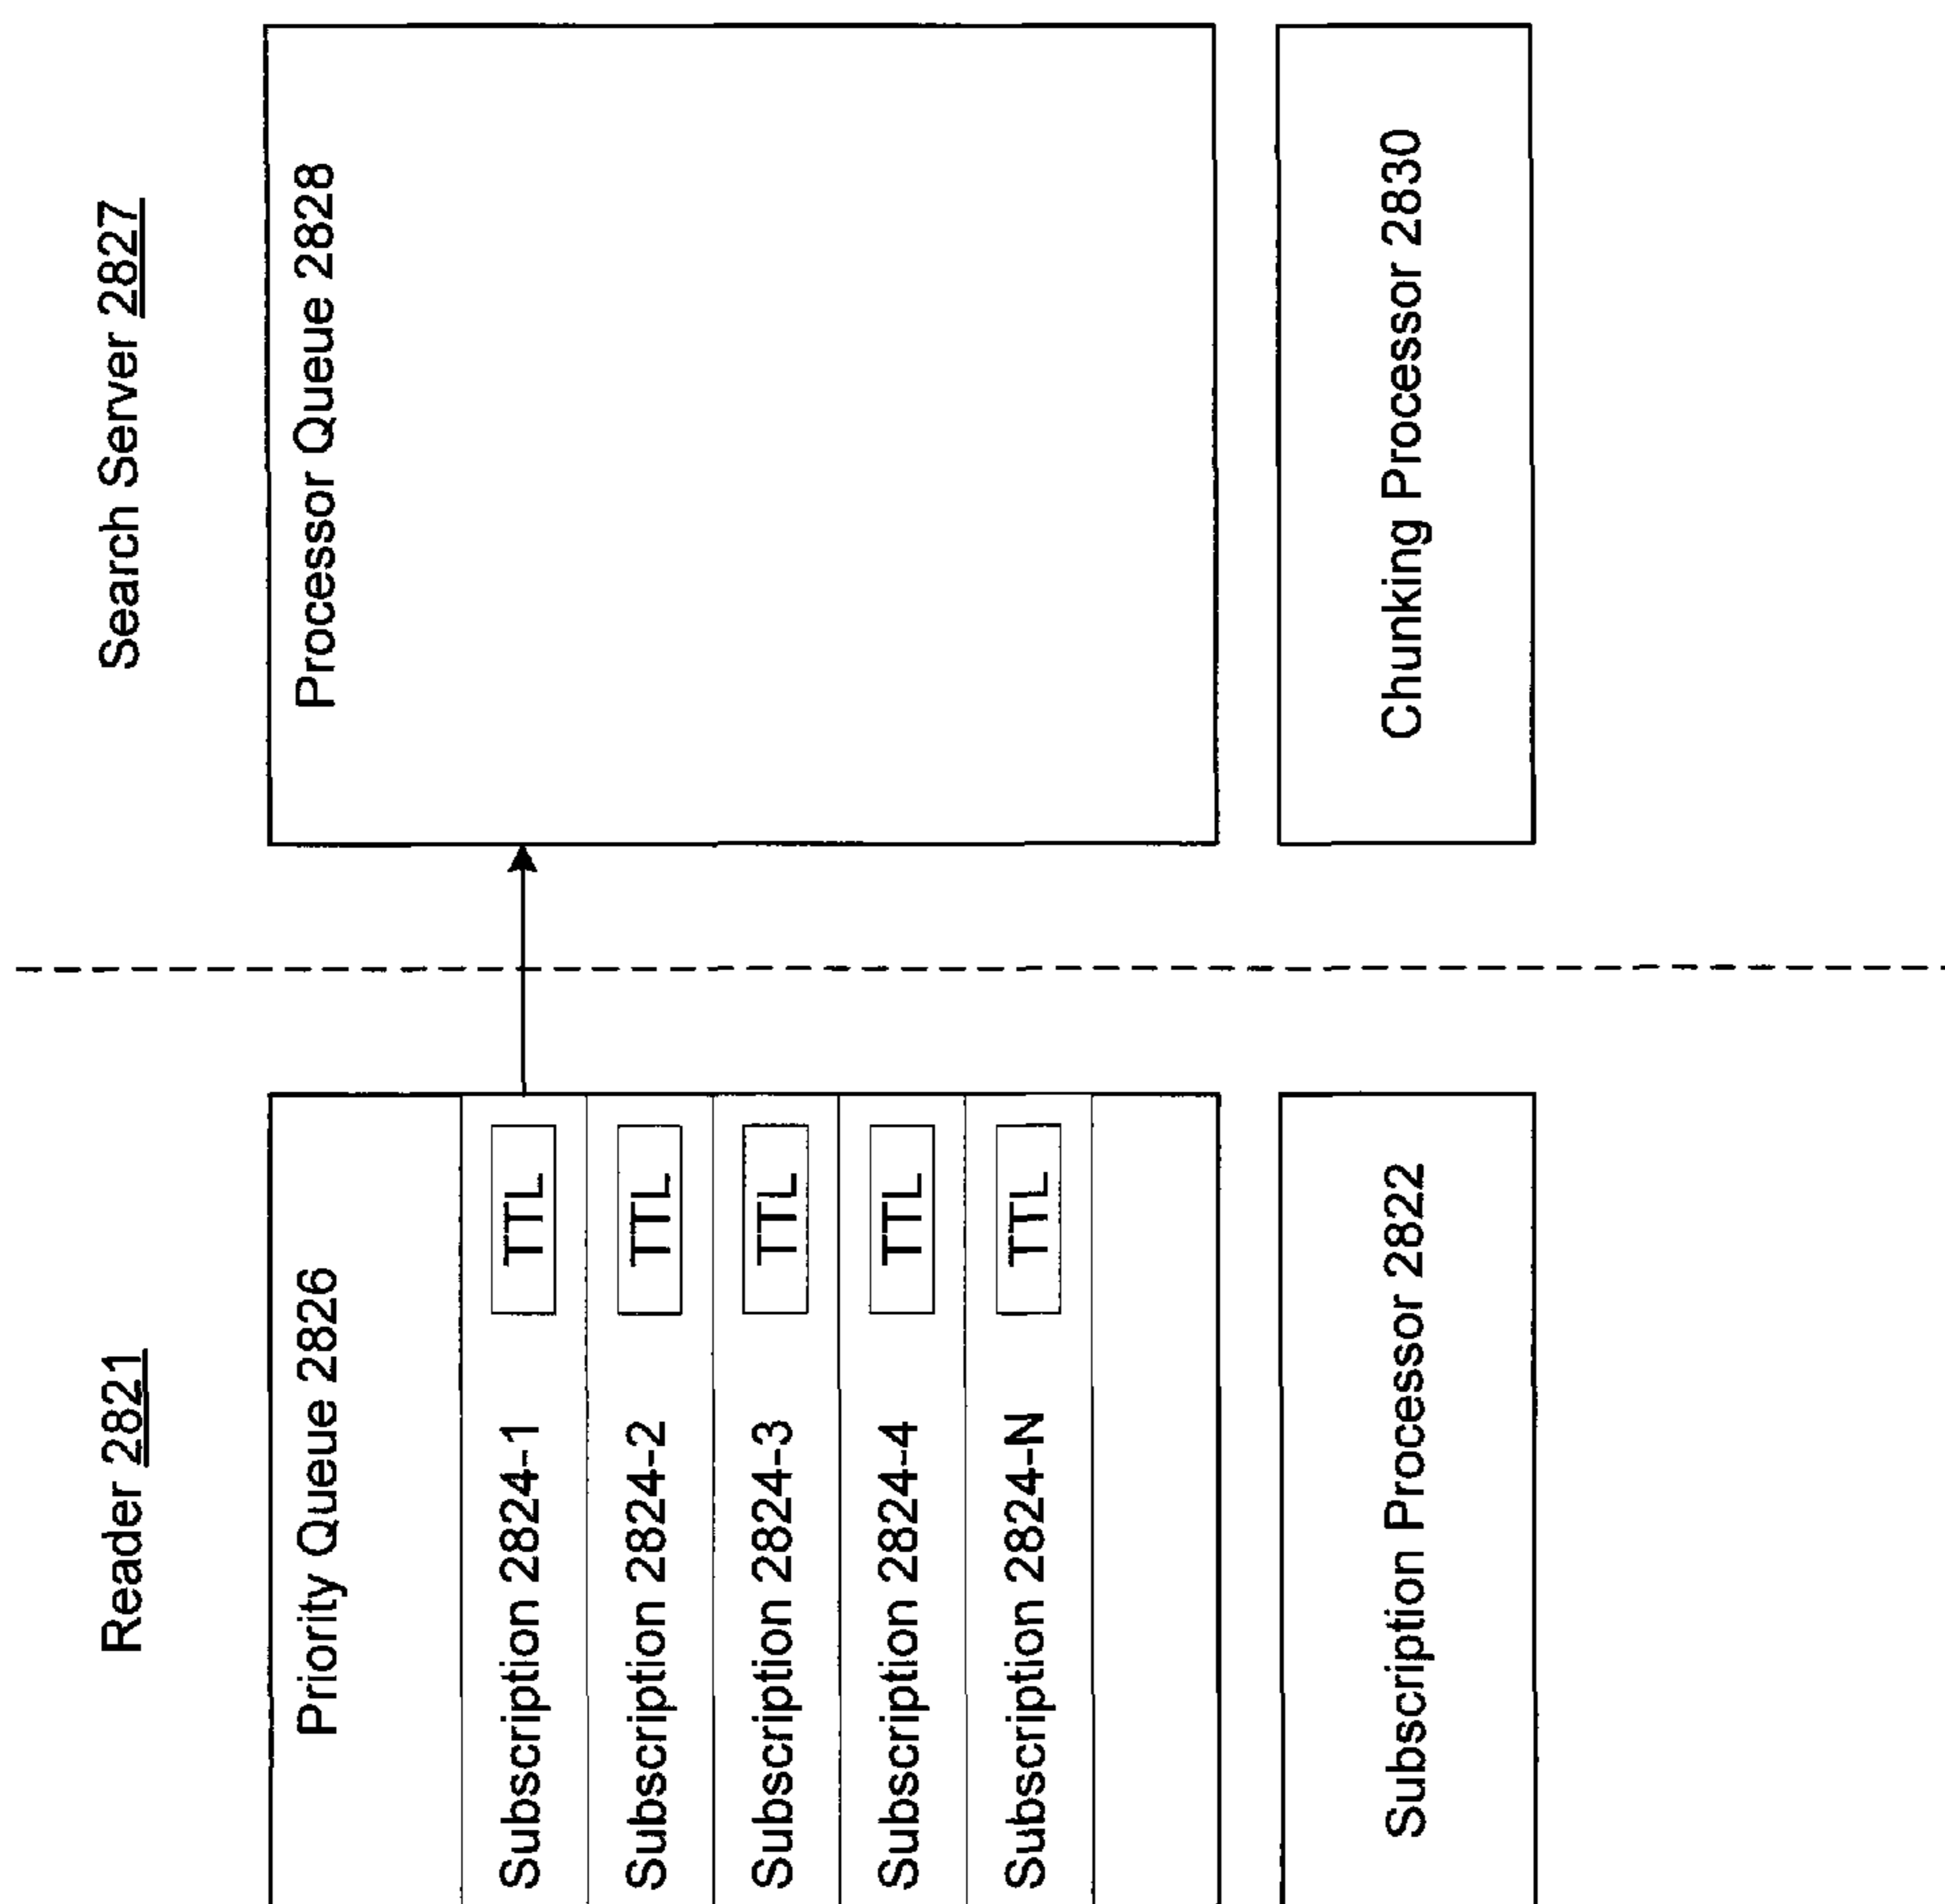 Reader 2821
Priority Queue 2826
Subscription 2824-1 TTL
Subscription 2824-2 TTL
Subscription 2824-3 TTL
Subscription 2824-4 TTL
Subscription 2824-N TTL
Subscription Processor 2822
Search Server 2827
Processor Queue 2828
Chunking Processor 2830